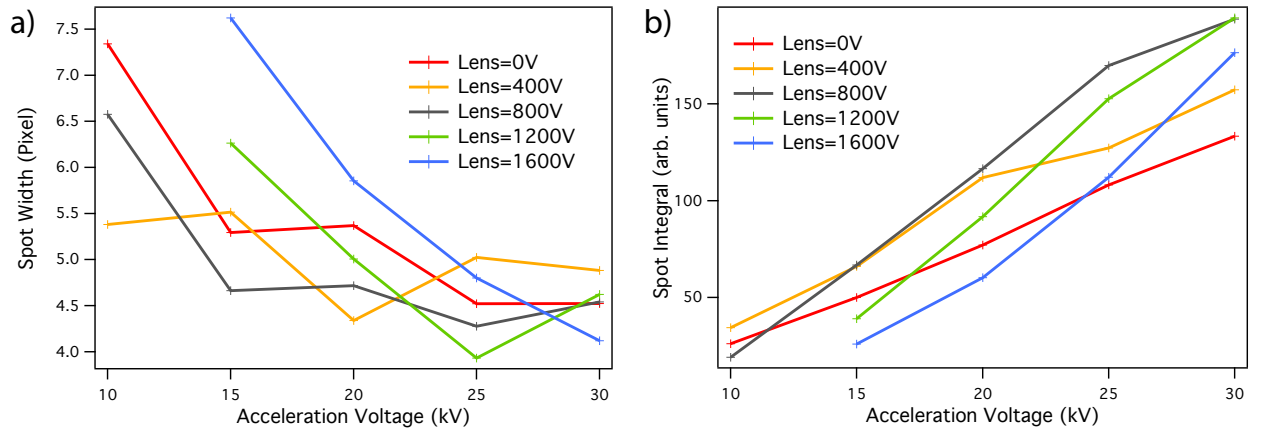 a)
7.5
7.0
6.5
6.0
5.5
5.0
4.5
4.0
Spot Width (Pixel)
Lens=0V
Lens=400V
Lens=800V
Lens=1200V
Lens=1600V
10 15 20 25 30
Acceleration Voltage (kV)
b)
150
100
50
Spot Integral (arb. units)
Lens=0V
Lens=400V
Lens=800V
Lens=1200V
Lens=1600V
10 15 20 25 30
Acceleration Voltage (kV)